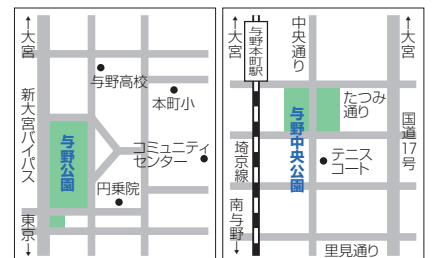 ↑大宮
与野高校
本町小
新大宮バイパス
与野公園
コミュニティ
センター
円乗院
東京↓
↑大宮
与野本町駅
中央通り
↑大宮
たつみ
通り
与野中央公園
国道17号
埼京線
テニス
コート
南与野↓
里見通り